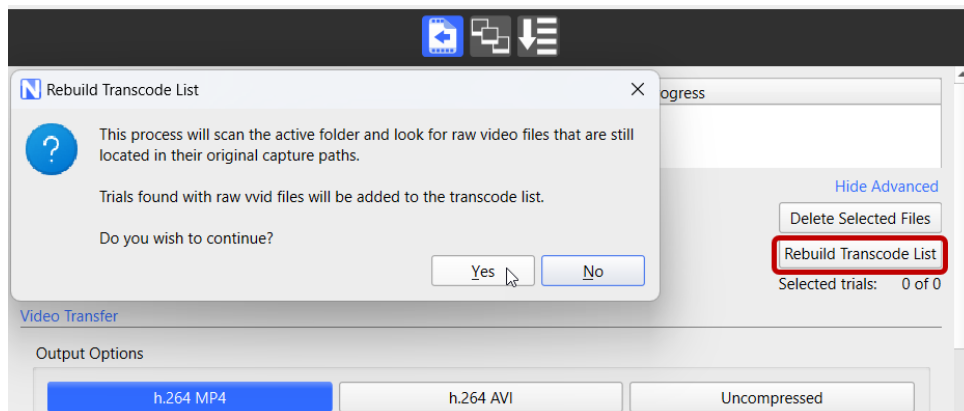 Rebuild Transcode List
ogress
This process will scan the active folder and look for raw video files that are still
located in their original capture paths.
Trials found with raw vvid files will be added to the transcode list.
Do you wish to continue?
Yes
No
Hide Advanced
Delete Selected Files
Rebuild Transcode List
Selected trials: 0 of 0
Video Transfer
Output Options
h.264 MP4
h.264 AVI
Uncompressed